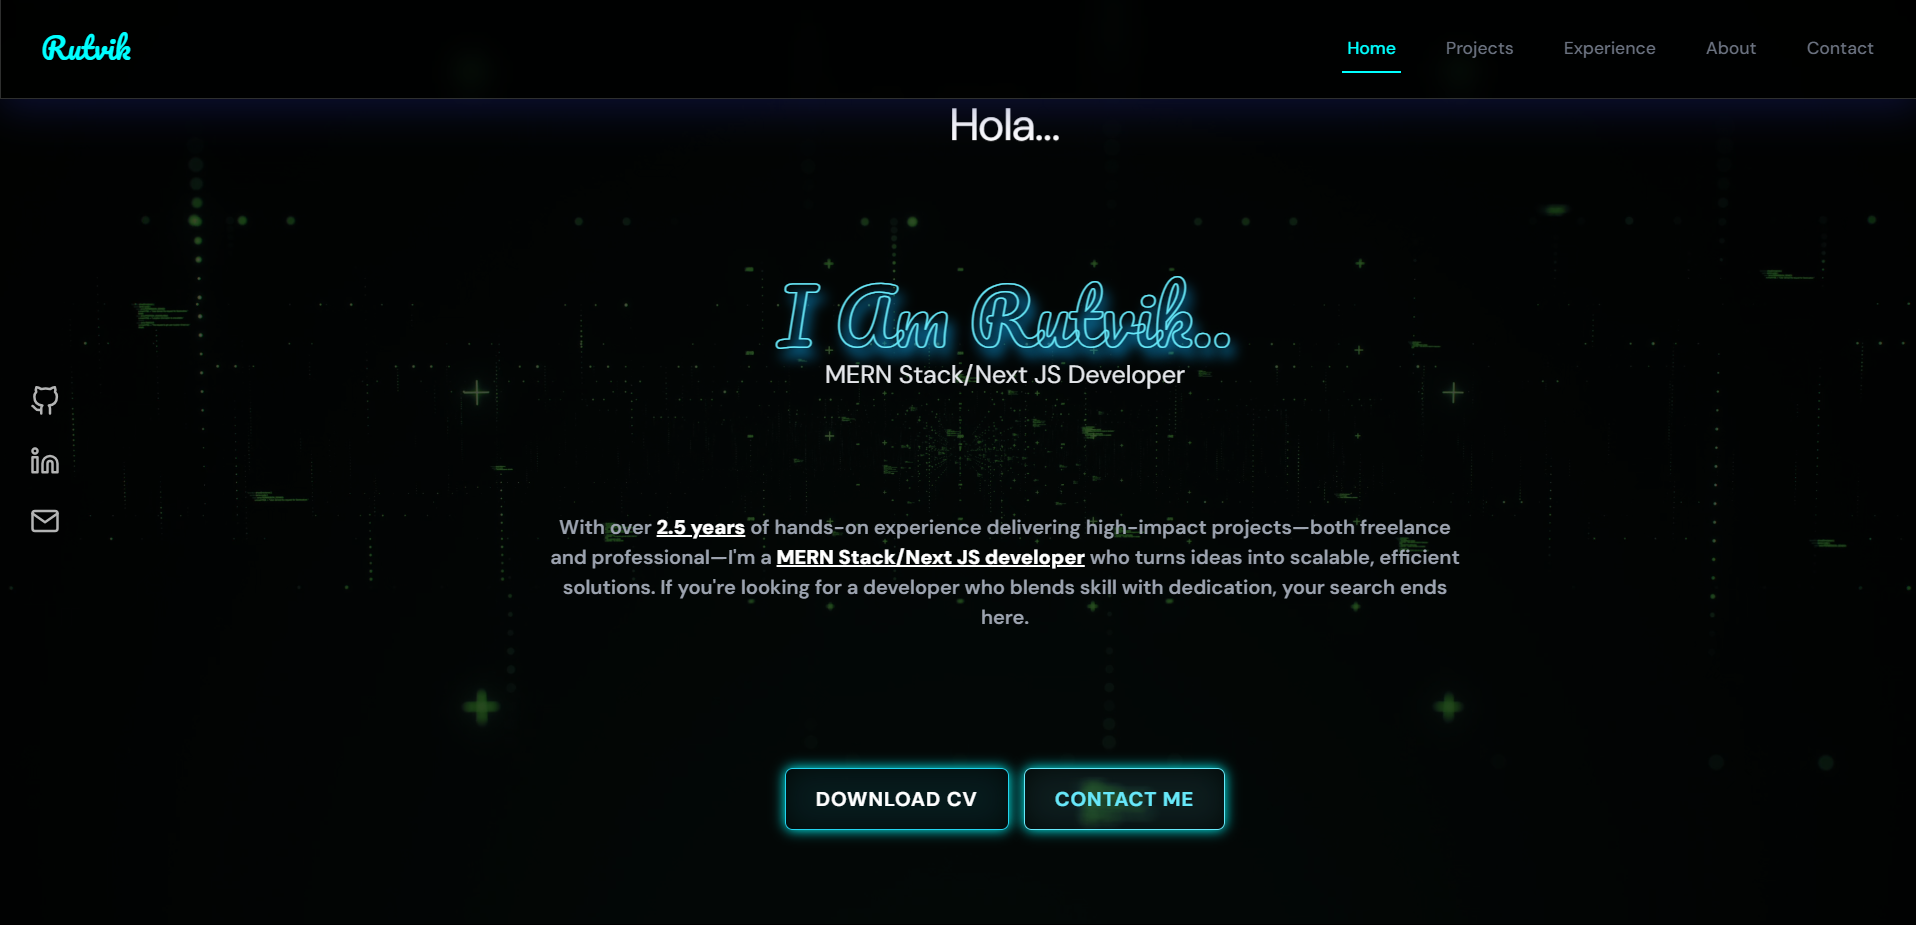 Rutvik
Home Projects Experience About Contact
Hola...
I Am Rutvik..
MERN Stack/Next JS Developer
With over 2.5 years of hands-on experience delivering high-impact projects—both freelance
and professional—I'm a MERN Stack/Next JS developer who turns ideas into scalable, efficient
solutions. If you're looking for a developer who blends skill with dedication, your search ends
here.
DOWNLOAD CV CONTACT ME